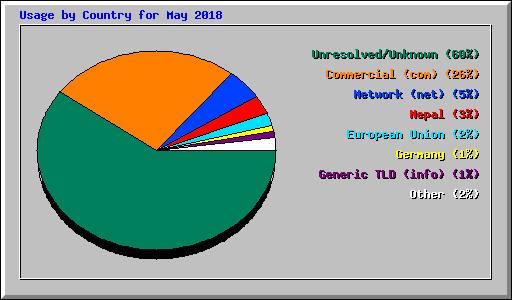 Usage by Country for May 2018
Unresolved/Unknown (60%)
Commercial (com) (26%)
Network (net) (5%)
Nepal (3%)
European Union (2%)
Germany (1%)
Generic TLD (info) (1%)
Other (2%)